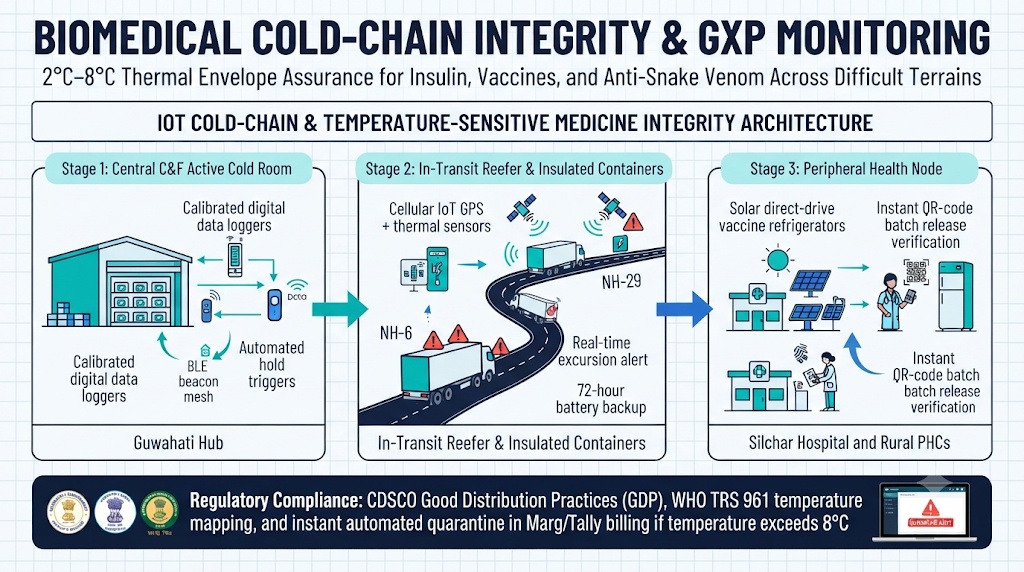 BIOMEDICAL COLD-CHAIN INTEGRITY & GXP MONITORING
2°C–8°C Thermal Envelope Assurance for Insulin, Vaccines, and Anti-Snake Venom Across Difficult Terrains
IOT COLD-CHAIN & TEMPERATURE-SENSITIVE MEDICINE INTEGRITY ARCHITECTURE
Stage 1: Central C&F Active Cold Room
Calibrated digital
data loggers
Calibrated
digital data
loggers
BLE
beacon
mesh
Automated
hold
triggers
Guwahati Hub
Stage 2: In-Transit Reefer & Insulated Containers
Cellular IoT GPS
+ thermal sensors
NH-29
NH-6
Real-time
excursion alert
72-hour
battery backup
In-Transit Reefer & Insulated Containers
Stage 3: Peripheral Health Node
Solar direct-drive
vaccine refrigerators
Instant QR-code
batch release
verification
Instant
QR-code batch
batch release
verification
Silchar Hospital and Rural PHCs
Regulatory Compliance: CDSCO Good Distribution Practices (GDP), WHO TRS 961 temperature
mapping, and instant automated quarantine in Marg/Tally billing if temperature exceeds 8°C